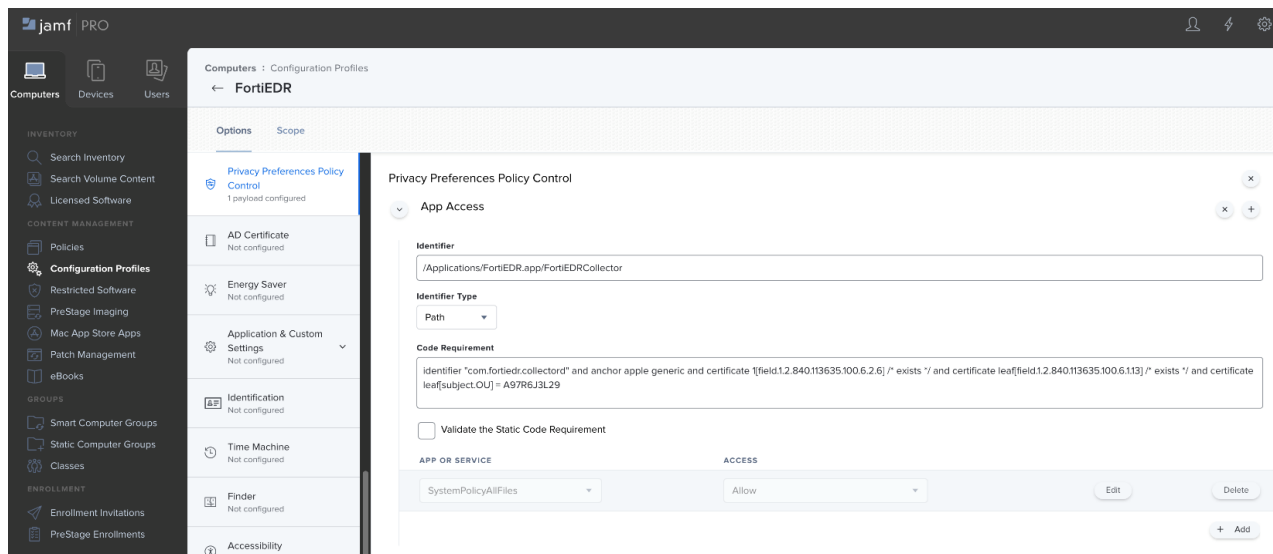 jamf PRO
Computers
Devices
Users
INVENTORY
Search Inventory
Search Volume Content
Licensed Software
CONTENT MANAGEMENT
Policies
Configuration Profiles
Restricted Software
PreStage Imaging
Mac App Store Apps
Patch Management
eBooks
GROUPS
Smart Computer Groups
Static Computer Groups
Classes
ENROLLMENT
Enrollment Invitations
PreStage Enrollments
Computers : Configuration Profiles
← FortiEDR
Options Scope
Privacy Preferences Policy
Control
1 payload configured
AD Certificate
Not configured
Energy Saver
Not configured
Application & Custom
Settings
Not configured
Identification
Not configured
Time Machine
Not configured
Finder
Not configured
Accessibility
Privacy Preferences Policy Control
App Access
Identifier
/Applications/FortiEDR.app/FortiEDRCollector
Identifier Type
Path
Code Requirement
identifier "com.fortiedr.collectord" and anchor apple generic and certificate 1[field.1.2.840.113635.100.6.2.6] /* exists */ and certificate leaf[field.1.2.840.113635.100.6.1.13] /* exists */ and certificate
leaf[subject.OU] = A97R6J3L29
Validate the Static Code Requirement
APP OR SERVICE ACCESS
SystemPolicyAllFiles Allow Edit Delete
+ Add